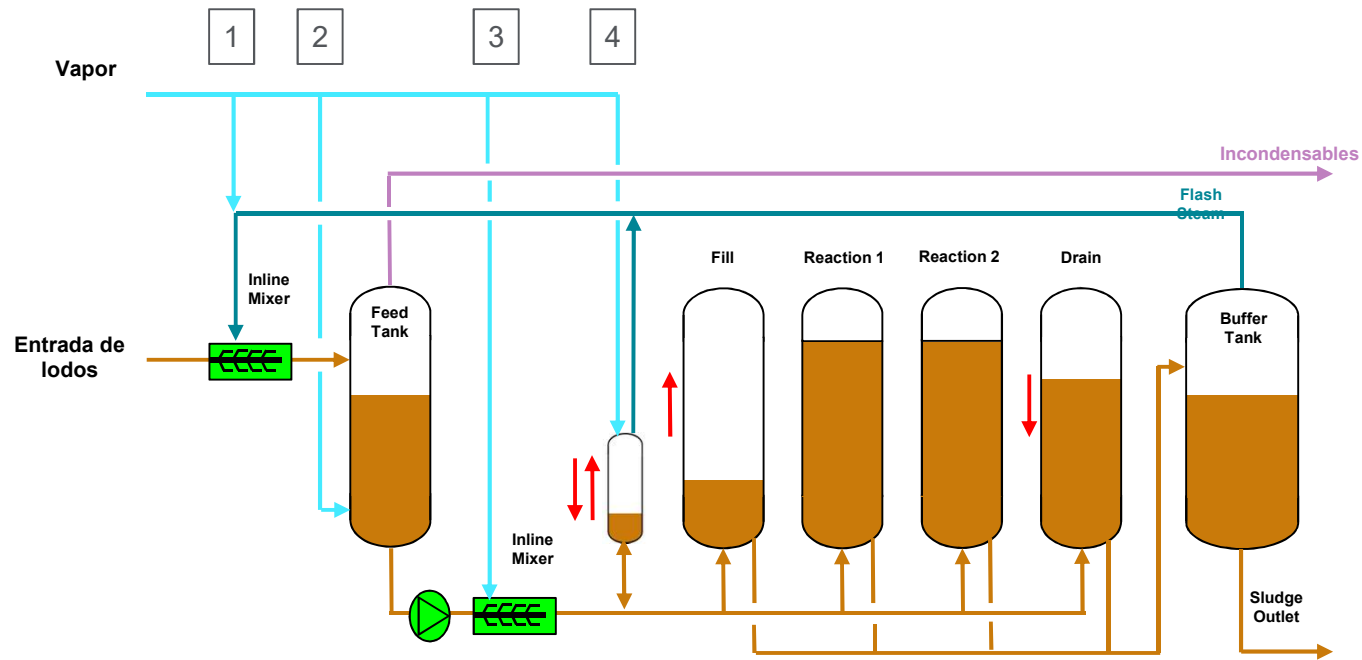 1
2
3
4
Vapor
Incondensables
Flash
Steam
Fill
Reaction 1
Reaction 2
Drain
Inline
Mixer
Feed
Tank
Buffer
Tank
Entrada de
lodos
Inline
Mixer
Sludge
Outlet